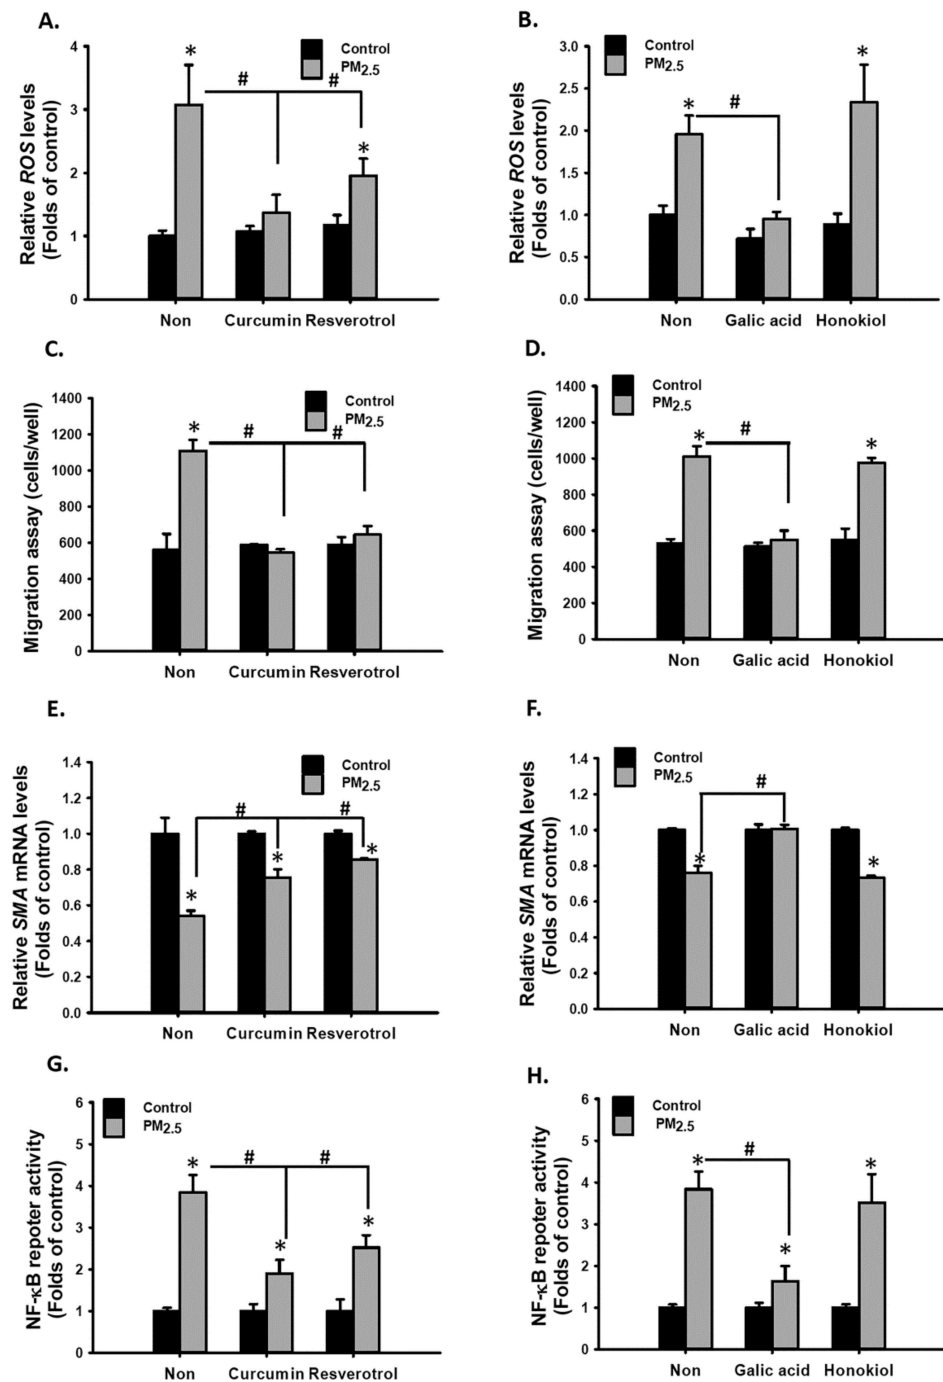 A.
Relative ROS levels
(Folds of control)
4
3
2
1
0
Control
PM2.5
*
#
#
*
Non
Curcumin
Resverotrol
B.
Relative ROS levels
(Folds of control)
3.0
2.5
2.0
1.5
1.0
0.5
0.0
Control
PM2.5
*
#
*
Non
Galic acid
Honokiol
C.
Migration assay (cells/well)
1400
1200
1000
800
600
400
200
0
Control
PM2.5
*
#
#
Non
Curcumin
Resverotrol
D.
Migration assay (cells/well)
1400
1200
1000
800
600
400
200
0
Control
PM2.5
*
#
*
Non
Galic acid
Honokiol
E.
Relative SMA mRNA levels
(Folds of control)
1.4
1.2
1.0
0.8
0.6
0.4
0.2
0.0
Control
PM2.5
#
#
*
*
*
Non
Curcumin
Resverotrol
F.
Relative SMA mRNA levels
(Folds of control)
1.4
1.2
1.0
0.8
0.6
0.4
0.2
0.0
Control
PM2.5
#
*
*
Non
Galic acid
Honokiol
G.
NF-κB repoter activity
(Folds of control)
6
5
4
3
2
1
0
Control
PM2.5
*
#
#
*
*
Non
Curcumin
Resverotrol
H.
NF-κB repoter activity
(Folds of control)
6
5
4
3
2
1
0
Control
PM2.5
*
#
*
*
Non
Galic acid
Honokiol